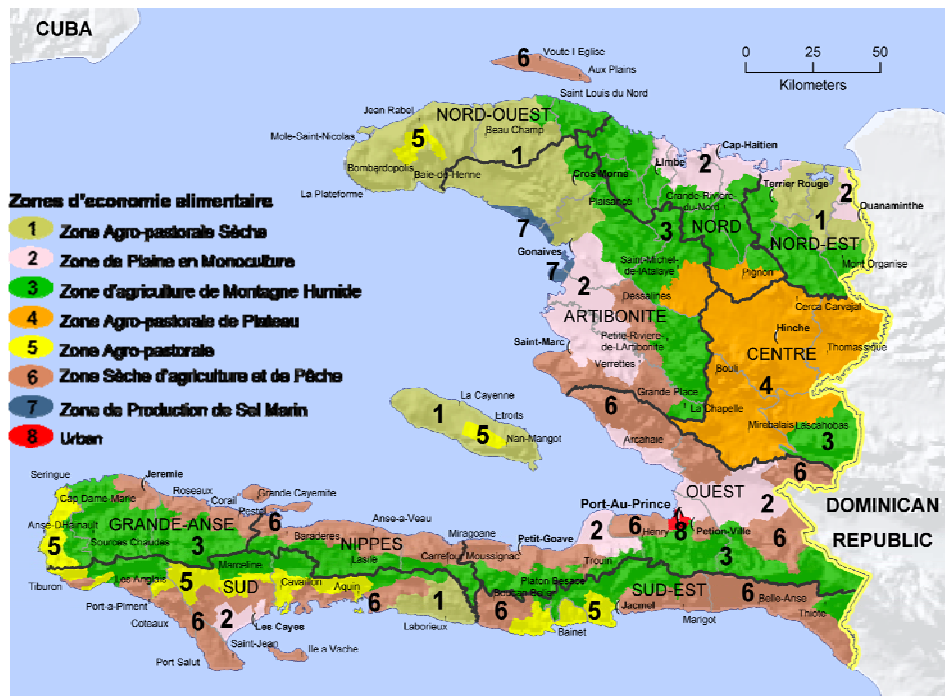 CUBA
6
Voute l Eglise
Aux Plains
0 25 50
Kilometers
Saint Louis du Nord
Jean Rabel
NORD-OUEST
Mole-Saint-Nicolas
5
Beau Champ
1
Cap-Haitien
Limbe
2
Bombardopolis
Baie-de-Henne
Cros Morne
Terrier Rouge
2
La Plateforme
Plaisance
Grande-Riviere-
du-Nord
Ouanaminthe
1
7
3
NORD
NORD-EST
Gonaives
7
Saint-Michel-
de-lAtalaye
Mont Organise
Pignon
2
Dessalines
Cerca Carvajal
ARTIBONITE
Hinche
Saint-Marc
Petite-Riviere-
de-LArtibonite
Thomassique
CENTRE
Verrettes
Bouli
4
Grande Place
6
La Chapelle
Mirebalais
Lascahobas
3
Arcahaie
6
Zones d'economie alimentaire
1 Zone Agro-pastorale Sèche
2 Zone de Plaine en Monoculture
3 Zone d'agriculture de Montagne Humide
4 Zone Agro-pastorale de Plateau
5 Zone Agro-pastorale
6 Zone Sèche d'agriculture et de Pêche
7 Zone de Production de Sel Marin
8 Urban
La Cayenne
1
Etroits
5
Nan-Mangot
Seringue
Jeremie
Roseaux
Corail
Grande Cayemite
Cap Dame-Marie
Pestel
6
Anse-a-Veau
OUEST
Port-Au-Prince
2
DOMINICAN
REPUBLIC
Anse-DHainault
GRANDE-ANSE
Baraderes
NIPPES
Miragoane
Petit-Goave
2
6
Henry
8
Petion-Ville
6
5
Sources Chaudes
3
Lasile
Carrefour Moussignac
Trouin
3
Tiburon
Les Anglais
Marceline
5
SUD
Cavaillon
Aquin
Platon Besace
SUD-EST
Port-a-Piment
6
1
6
5
Jacmel
6
Belle-Anse
Coteaux
6
2
Les Cayes
Laborieux
Bainet
Marigot
Thiotte
Saint-Jean
Ile a Vache
Port Salut